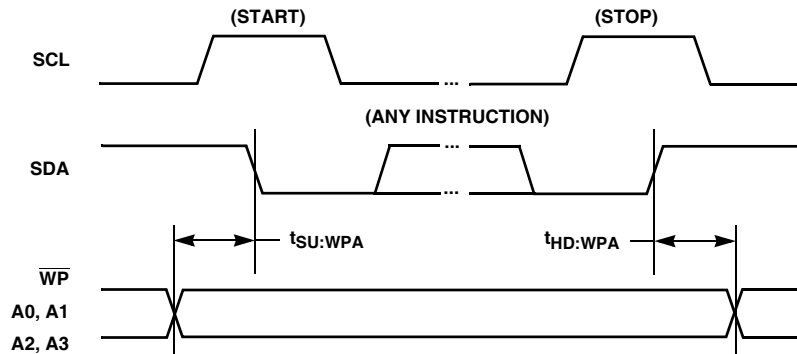 (START)
(STOP)
SCL
...
(ANY INSTRUCTION)
SDA
...
...
tSU:WPA
tHD:WPA
WP
A0, A1
A2, A3